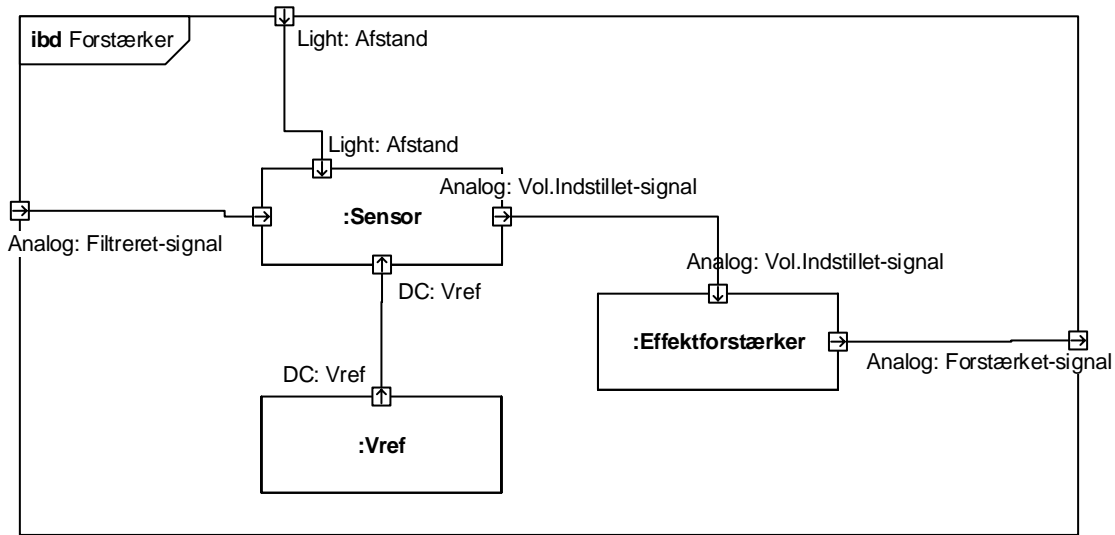 ibd Forstærker
Light: Afstand
Light: Afstand
Analog: Vol.Indstillet-signal
:Sensor
Analog: Filtreret-signal
Analog: Vol.Indstillet-signal
DC: Vref
:Effektforstærker
Analog: Forstærket-signal
DC: Vref
:Vref